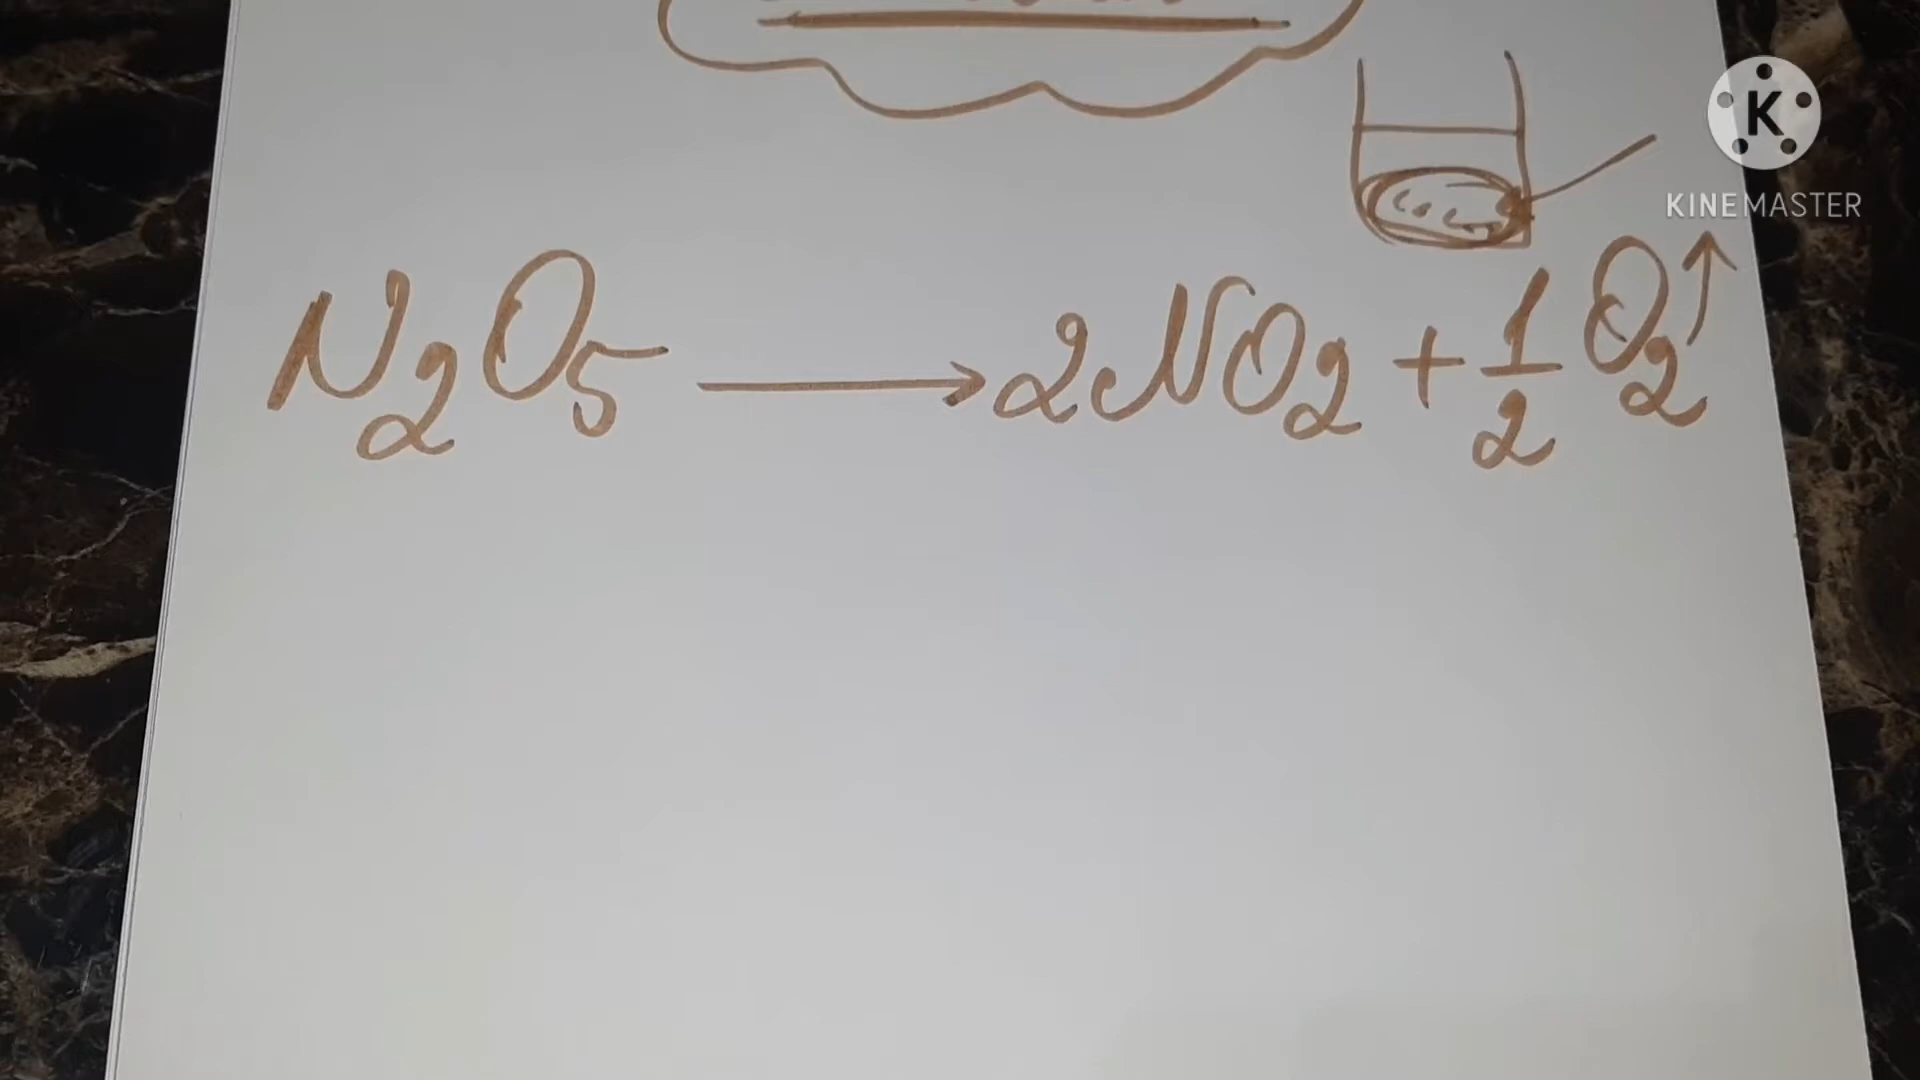 K
KINEMASTER
N₂O₅ ⟶ 2NO₂ + ½ O₂↑